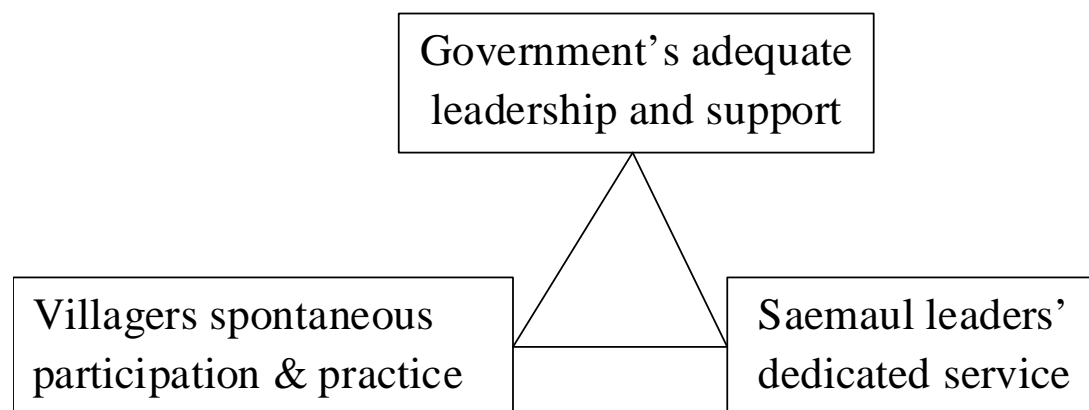 Government’s adequate
leadership and support
Villagers spontaneous
participation & practice
Saemaul leaders’
dedicated service